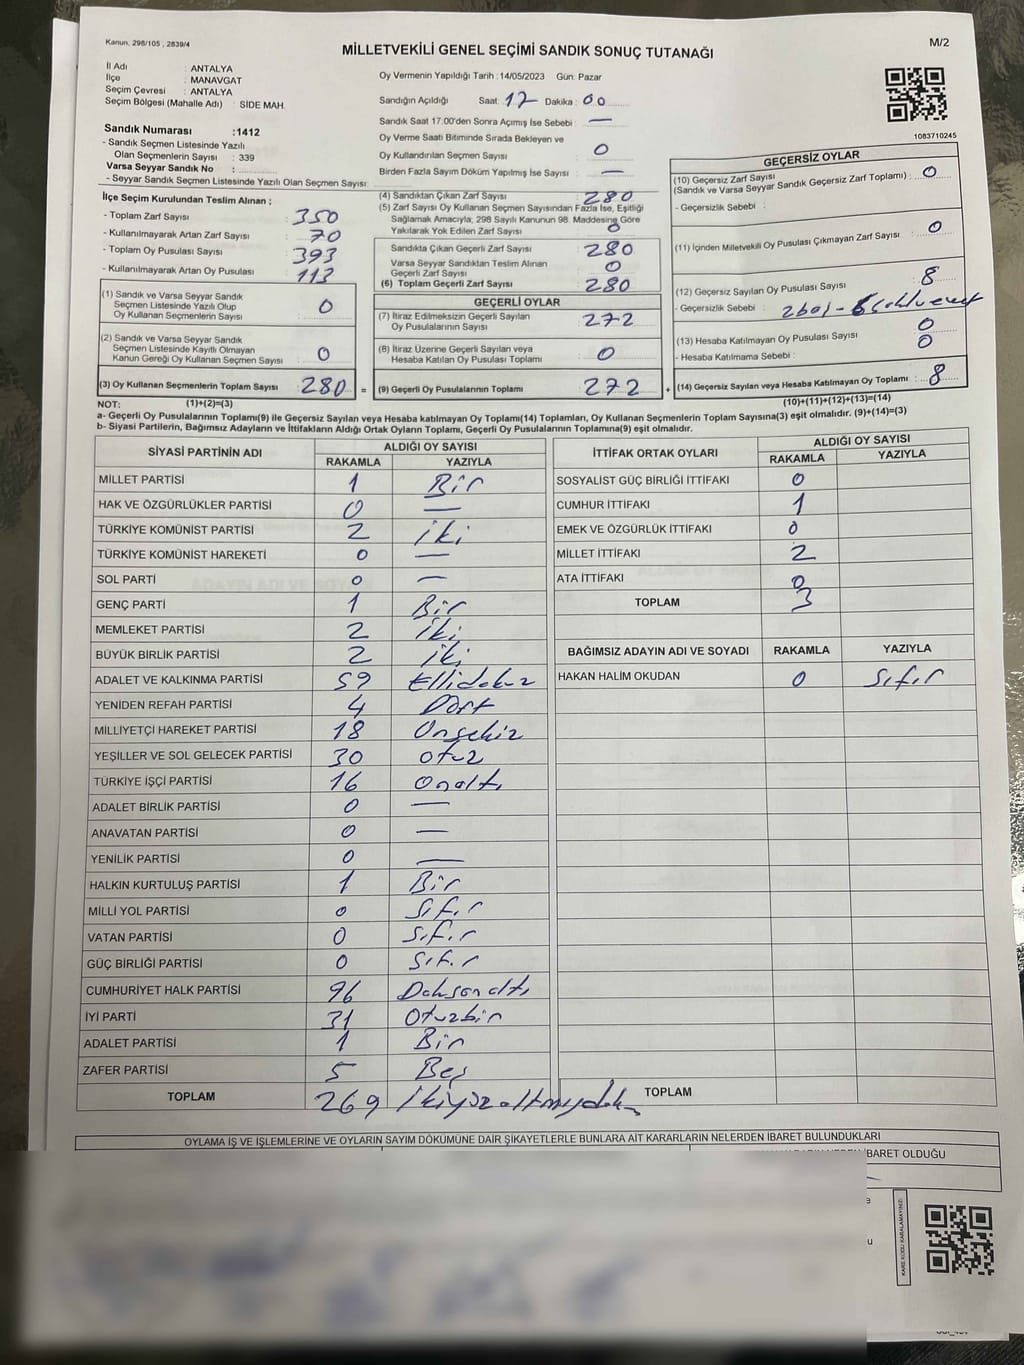 Kanun, 298/105 , 2839/4
M/2
MİLLETVEKİLİ GENEL SEÇİMİ SANDIK SONUÇ TUTANAĞI
İl Adı : ANTALYA
İlçe : MANAVGAT
Seçim Çevresi : ANTALYA
Seçim Bölgesi (Mahalle Adı) : SİDE MAH.
Sandık Numarası :1412
- Sandık Seçmen Listesinde Yazılı
Olan Seçmenlerin Sayısı : 339
Varsa Seyyar Sandık No :
- Seyyar Sandık Seçmen Listesinde Yazılı Olan Seçmen Sayısı:
Oy Vermenin Yapıldığı Tarih :14/05/2023 Gün: Pazar
Sandığın Açıldığı Saat: 17 Dakika : 00
Sandık Saat 17:00'den Sonra Açımış İse Sebebi : —
Oy Verme Saati Bitiminde Sırada Bekleyen ve
Oy Kullandırılan Seçmen Sayısı : 0
Birden Fazla Sayım Döküm Yapılmış İse Sayısı : —
1083710245
İlçe Seçim Kurulundan Teslim Alınan ;
- Toplam Zarf Sayısı : 350
- Kullanılmayarak Artan Zarf Sayısı : 70
- Toplam Oy Pusulası Sayısı : 393
- Kullanılmayarak Artan Oy Pusulası : 113
(1) Sandık ve Varsa Seyyar Sandık
Seçmen Listesinde Yazılı Olup
Oy Kullanan Seçmenlerin Sayısı : 0
(2) Sandık ve Varsa Seyyar Sandık
Seçmen Listesinde Kayıtlı Olmayan
Kanun Gereği Oy Kullanan Seçmen Sayısı : 0
(3) Oy Kullanan Seçmenlerin Toplam Sayısı : 280 =
(4) Sandıktan Çıkan Zarf Sayısı : 280
(5) Zarf Sayısı Oy Kullanan Seçmen Sayısından Fazla İse, Eşitliği
Sağlamak Amacıyla; 298 Sayılı Kanunun 98. Maddesine Göre
Yakılarak Yok Edilen Zarf Sayısı : 0
Sandıkta Çıkan Geçerli Zarf Sayısı : 280
Varsa Seyyar Sandıktan Teslim Alınan
Geçerli Zarf Sayısı : 0
(6) Toplam Geçerli Zarf Sayısı : 280
GEÇERLİ OYLAR
(7) İtiraz Edilmeksizin Geçerli Sayılan
Oy Pusulalarının Sayısı : 272
(8) İtiraz Üzerine Geçerli Sayılan veya
Hesaba Katılan Oy Pusulası Toplamı : 0
(9) Geçerli Oy Pusulalarının Toplamı : 272 +
GEÇERSİZ OYLAR
(10) Geçersiz Zarf Sayısı
(Sandık ve Varsa Seyyar Sandık Geçersiz Zarf Toplamı) : 0
- Geçersizlik Sebebi :
(11) İçinden Milletvekili Oy Pusulası Çıkmayan Zarf Sayısı : 0
(12) Geçersiz Sayılan Oy Pusulası Sayısı : 8
- Geçersizlik Sebebi : 2boş-6
(13) Hesaba Katılmayan Oy Pusulası Sayısı : 0
0
- Hesaba Katılmama Sebebi :
(14) Geçersiz Sayılan veya Hesaba Katılmayan Oy Toplamı : 8
NOT: (1)+(2)=(3) (10)+(11)+(12)+(13)=(14)
a- Geçerli Oy Pusulalarının Toplamı(9) ile Geçersiz Sayılan veya Hesaba katılmayan Oy Toplamı(14) Toplamları, Oy Kullanan Seçmenlerin Toplam Sayısına(3) eşit olmalıdır. (9)+(14)=(3)
b- Siyasi Partilerin, Bağımsız Adayların ve İttifakların Aldığı Ortak Oyların Toplamı, Geçerli Oy Pusulalarının Toplamına(9) eşit olmalıdır.
SİYASİ PARTİNİN ADI ALDIĞI OY SAYISI
RAKAMLA YAZIYLA
MİLLET PARTİSİ 1 Bir
HAK VE ÖZGÜRLÜKLER PARTİSİ 0 —
TÜRKİYE KOMÜNİST PARTİSİ 2 iki
TÜRKİYE KOMÜNİST HAREKETİ 0 —
SOL PARTİ 0 —
GENÇ PARTİ 1 Bir
MEMLEKET PARTİSİ 2 iki
BÜYÜK BİRLİK PARTİSİ 2 iki
ADALET VE KALKINMA PARTİSİ 59 Ellidokuz
YENİDEN REFAH PARTİSİ 4 Dört
MİLLİYETÇİ HAREKET PARTİSİ 18 Onsekiz
YEŞİLLER VE SOL GELECEK PARTİSİ 30 otuz
TÜRKİYE İŞÇİ PARTİSİ 16 onaltı
ADALET BİRLİK PARTİSİ 0 —
ANAVATAN PARTİSİ 0 —
YENİLİK PARTİSİ 0 —
HALKIN KURTULUŞ PARTİSİ 1 Bir
MİLLİ YOL PARTİSİ 0 Sıfır
VATAN PARTİSİ 0 Sıfır
GÜÇ BİRLİĞİ PARTİSİ 0 Sıfır
CUMHURİYET HALK PARTİSİ 96 Doksanaltı
İYİ PARTİ 31 Otuzbir
ADALET PARTİSİ 1 Bir
ZAFER PARTİSİ 5 Beş
TOPLAM 269 İkiyüzaltmışdokuz
İTTİFAK ORTAK OYLARI ALDIĞI OY SAYISI
RAKAMLA YAZIYLA
SOSYALİST GÜÇ BİRLİĞİ İTTİFAKI 0
CUMHUR İTTİFAKI 1
EMEK VE ÖZGÜRLÜK İTTİFAKI 0
MİLLET İTTİFAKI 2
ATA İTTİFAKI 0
TOPLAM 3
BAĞIMSIZ ADAYIN ADI VE SOYADI RAKAMLA YAZIYLA
HAKAN HALİM OKUDAN 0 Sıfır
TOPLAM
OYLAMA İŞ VE İŞLEMLERİNE VE OYLARIN SAYIM DÖKÜMÜNE DAİR ŞİKAYETLERLE BUNLARA AİT KARARLARIN NELERDEN İBARET BULUNDUKLARI
İBARET OLDUĞU
KARE KODU KARALAMAYINIZ!